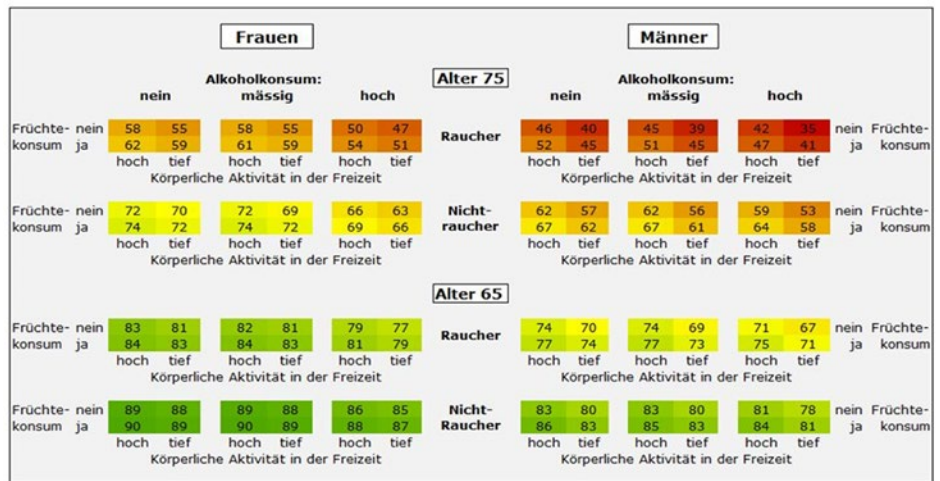 Frauen Männer
Alter 75
Alkoholkonsum: Alkoholkonsum:
nein mässig hoch nein mässig hoch
Früchte- nein 58 55 58 55 50 47 Raucher 46 40 45 39 42 35 nein Früchte-
konsum ja 62 59 61 59 54 51 52 45 51 45 47 41 ja konsum
hoch tief hoch tief hoch tief hoch tief hoch tief hoch tief
Körperliche Aktivität in der Freizeit Körperliche Aktivität in der Freizeit
Früchte- nein 72 70 72 69 66 63 Nicht- 62 57 62 56 59 53 nein Früchte-
konsum ja 74 72 74 72 69 66 raucher 67 62 67 61 64 58 ja konsum
hoch tief hoch tief hoch tief hoch tief hoch tief hoch tief
Körperliche Aktivität in der Freizeit Körperliche Aktivität in der Freizeit
Alter 65
Früchte- nein 83 81 82 81 79 77 Raucher 74 70 74 69 71 67 nein Früchte-
konsum ja 84 83 84 83 81 79 77 74 77 73 75 71 ja konsum
hoch tief hoch tief hoch tief hoch tief hoch tief hoch tief
Körperliche Aktivität in der Freizeit Körperliche Aktivität in der Freizeit
Früchte- nein 89 88 89 88 86 85 Nicht- 83 80 83 80 81 78 nein Früchte-
konsum ja 90 89 90 89 88 87 Raucher 86 83 85 83 84 81 ja konsum
hoch tief hoch tief hoch tief hoch tief hoch tief hoch tief
Körperliche Aktivität in der Freizeit Körperliche Aktivität in der Freizeit